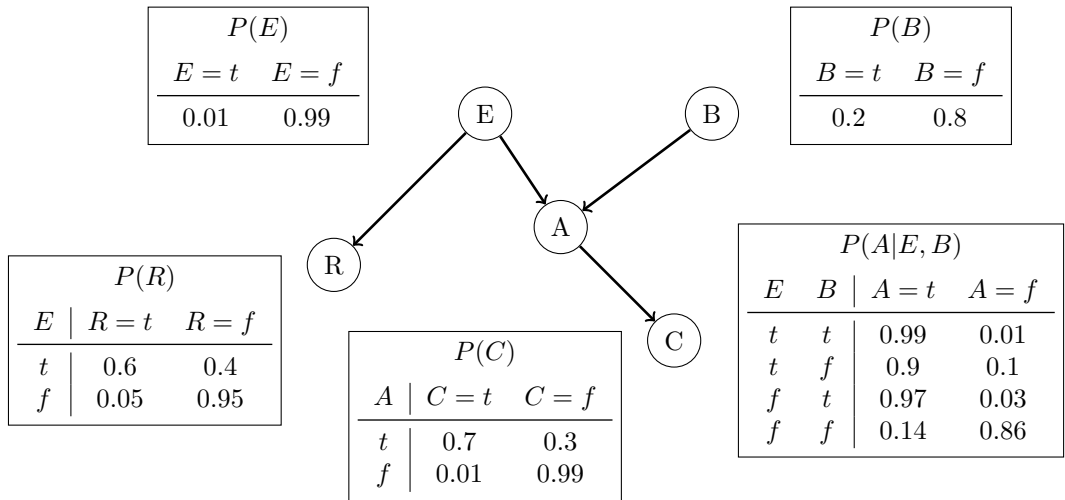 P(E)
E = t E = f
0.01 0.99
P(B)
B = t B = f
0.2 0.8
E
B
A
R
C
P(R)
E R = t R = f
t 0.6 0.4
f 0.05 0.95
P(C)
A C = t C = f
t 0.7 0.3
f 0.01 0.99
P(A|E, B)
E B A = t A = f
t t 0.99 0.01
t f 0.9 0.1
f t 0.97 0.03
f f 0.14 0.86